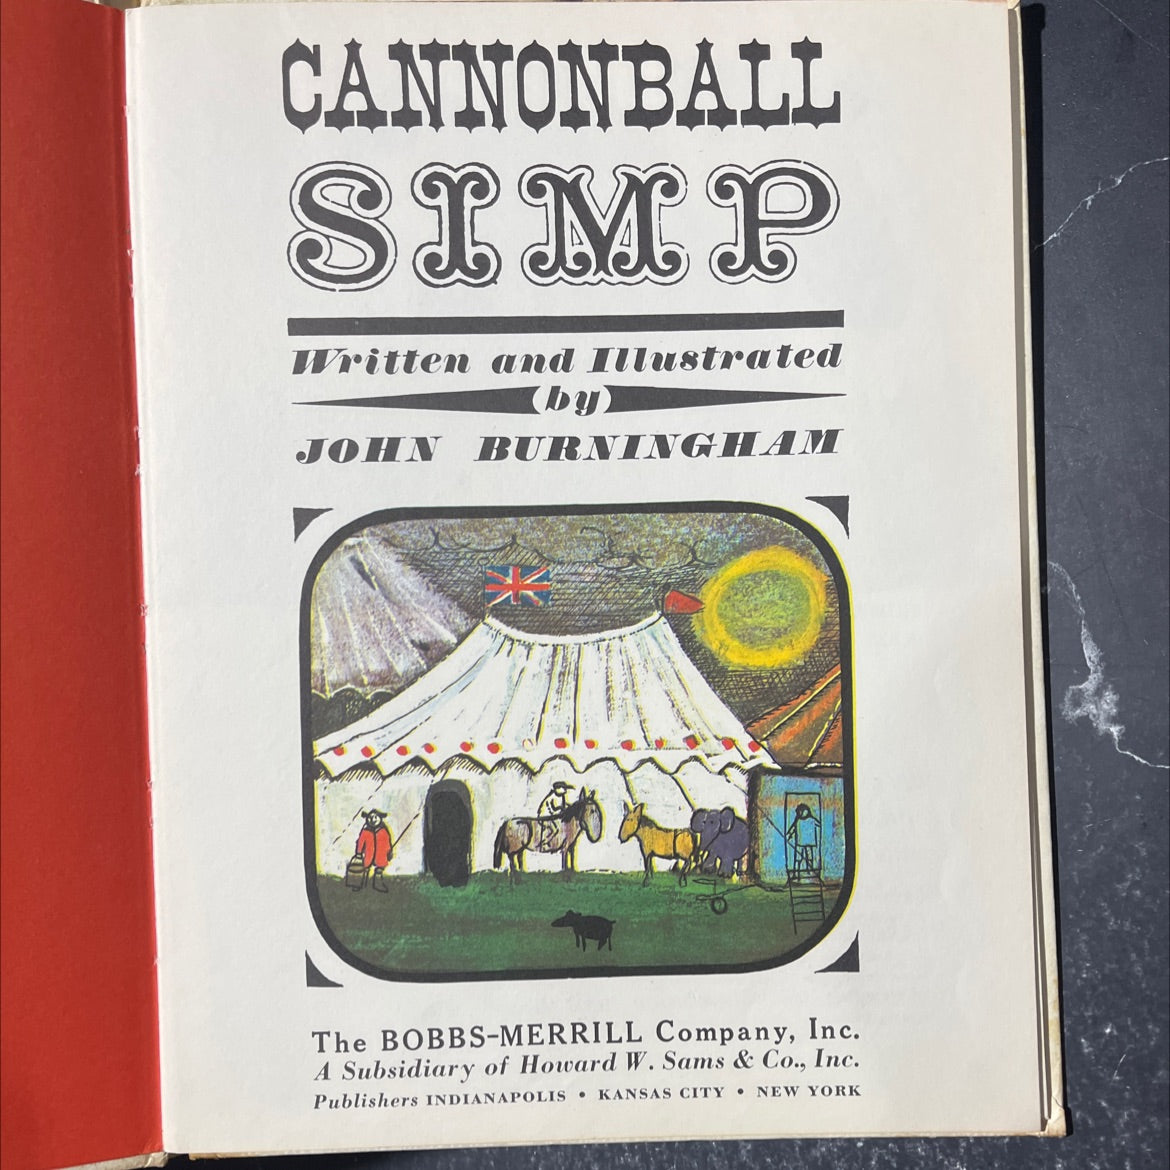 CANNONBALL
SIMP
Written and Illustrated
(by)
JOHN BURNINGHAM
The BOBBS-MERRILL Company, Inc.
A Subsidiary of Howard W. Sams & Co., Inc.
Publishers INDIANAPOLIS • KANSAS CITY • NEW YORK